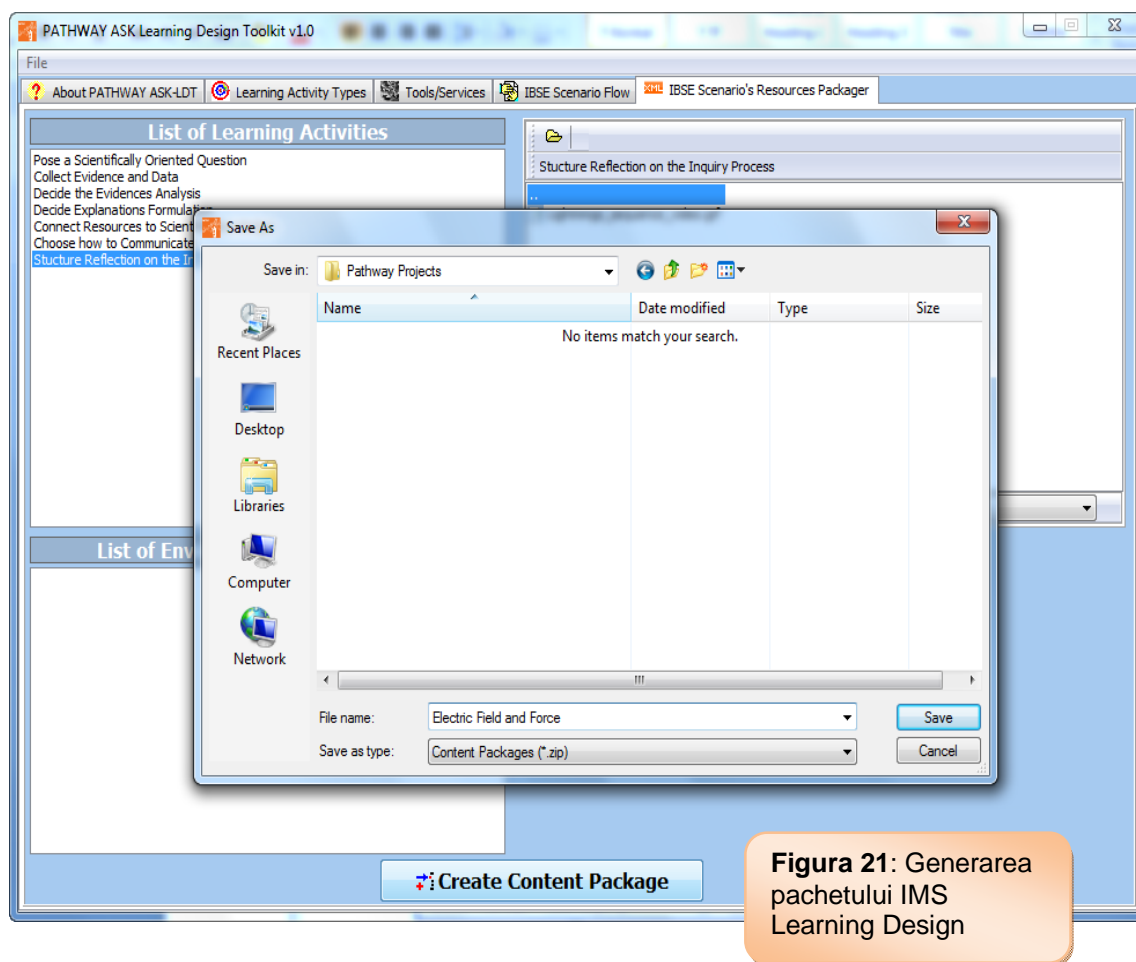 PATHWAY ASK Learning Design Toolkit v1.0
File
? About PATHWAY ASK-LDT Learning Activity Types Tools/Services IBSE Scenario Flow XML IBSE Scenario's Resources Packager
List of Learning Activities
Pose a Scientifically Oriented Question
Collect Evidence and Data
Decide the Evidences Analysis
Decide Explanations Formulation
Connect Resources to Scient
Choose how to Communicate
Stucture Reflection on the In
Stucture Reflection on the Inquiry Process
..
Save As
Save in: Pathway Projects
Name Date modified Type Size
No items match your search.
Recent Places
Desktop
Libraries
Computer
Network
File name: Electric Field and Force Save
Save as type: Content Packages (*.zip) Cancel
List of Env
Create Content Package
Figura 21: Generarea
pachetului IMS
Learning Design